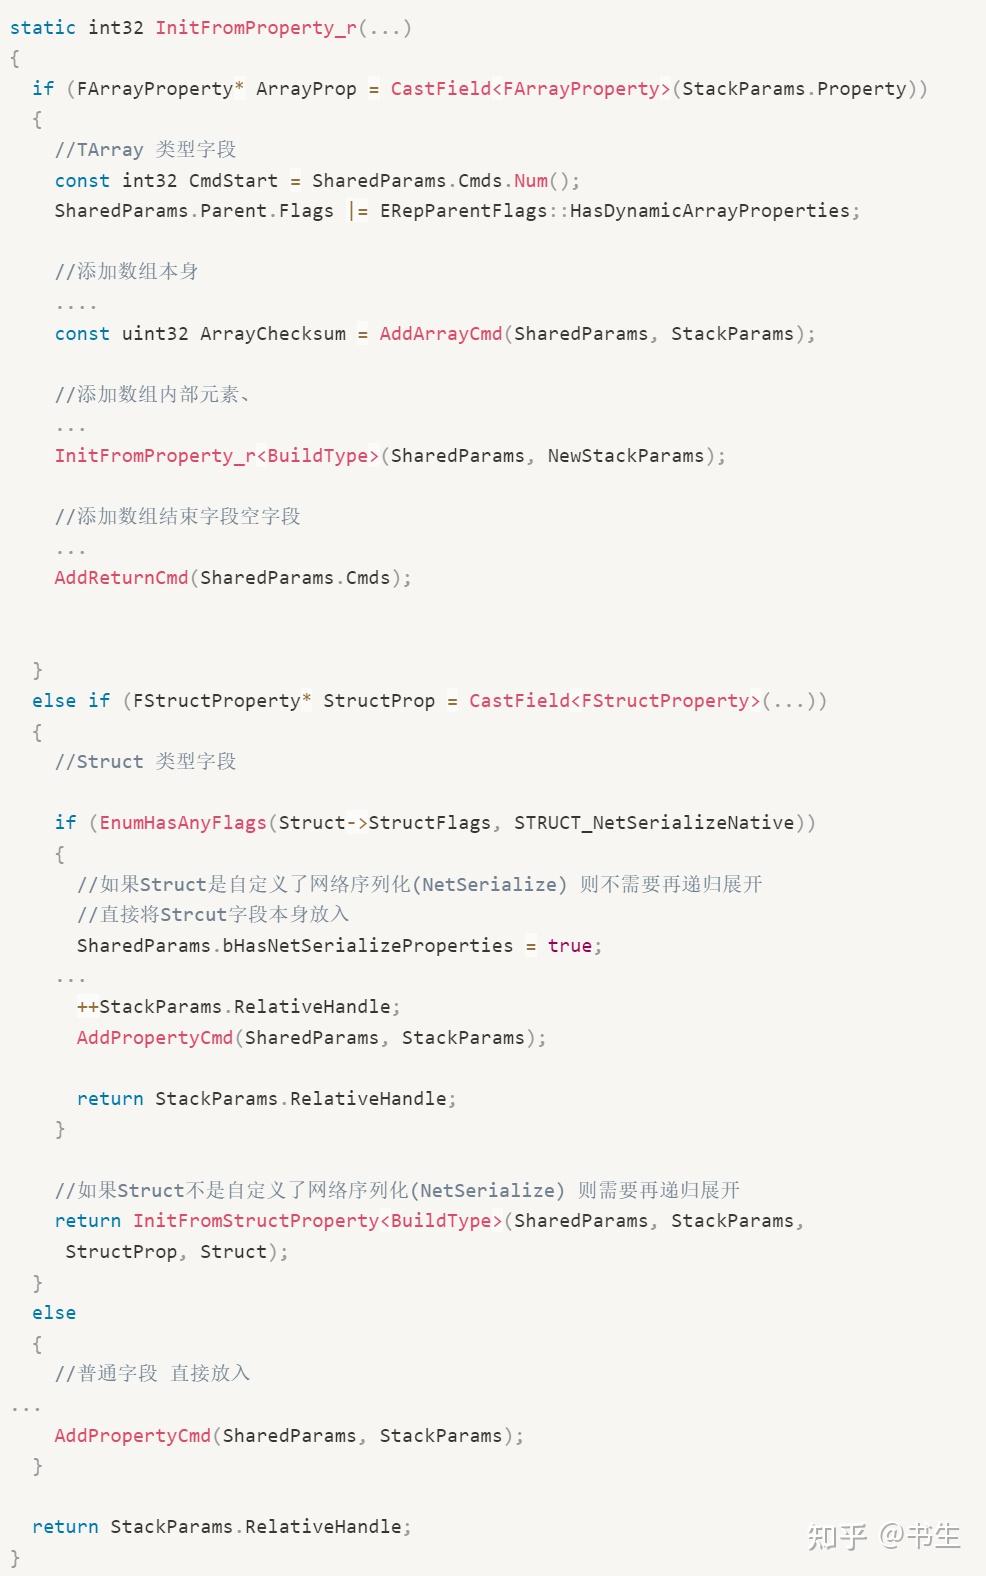 static int32 InitFromProperty_r(...)
{
  if (FArrayProperty* ArrayProp = CastField<FArrayProperty>(StackParams.Property))
  {
    //TArray 类型字段
    const int32 CmdStart = SharedParams.Cmds.Num();
    SharedParams.Parent.Flags |= ERepParentFlags::HasDynamicArrayProperties;

    //添加数组本身
    ....
    const uint32 ArrayChecksum = AddArrayCmd(SharedParams, StackParams);

    //添加数组内部元素、
    ...
    InitFromProperty_r<BuildType>(SharedParams, NewStackParams);

    //添加数组结束字段空字段
    ...
    AddReturnCmd(SharedParams.Cmds);


  }
  else if (FStructProperty* StructProp = CastField<FStructProperty>(...))
  {
    //Struct 类型字段

    if (EnumHasAnyFlags(Struct->StructFlags, STRUCT_NetSerializeNative))
    {
      //如果Struct是自定义了网络序列化(NetSerialize) 则不需要再递归展开
      //直接将Strcut字段本身放入
      SharedParams.bHasNetSerializeProperties = true;
    ...
      ++StackParams.RelativeHandle;
      AddPropertyCmd(SharedParams, StackParams);

      return StackParams.RelativeHandle;
    }

    //如果Struct不是自定义了网络序列化(NetSerialize) 则需要再递归展开
    return InitFromStructProperty<BuildType>(SharedParams, StackParams,
     StructProp, Struct);
  }
  else
  {
    //普通字段 直接放入
...
    AddPropertyCmd(SharedParams, StackParams);
  }

  return StackParams.RelativeHandle;
}
知乎 @书生